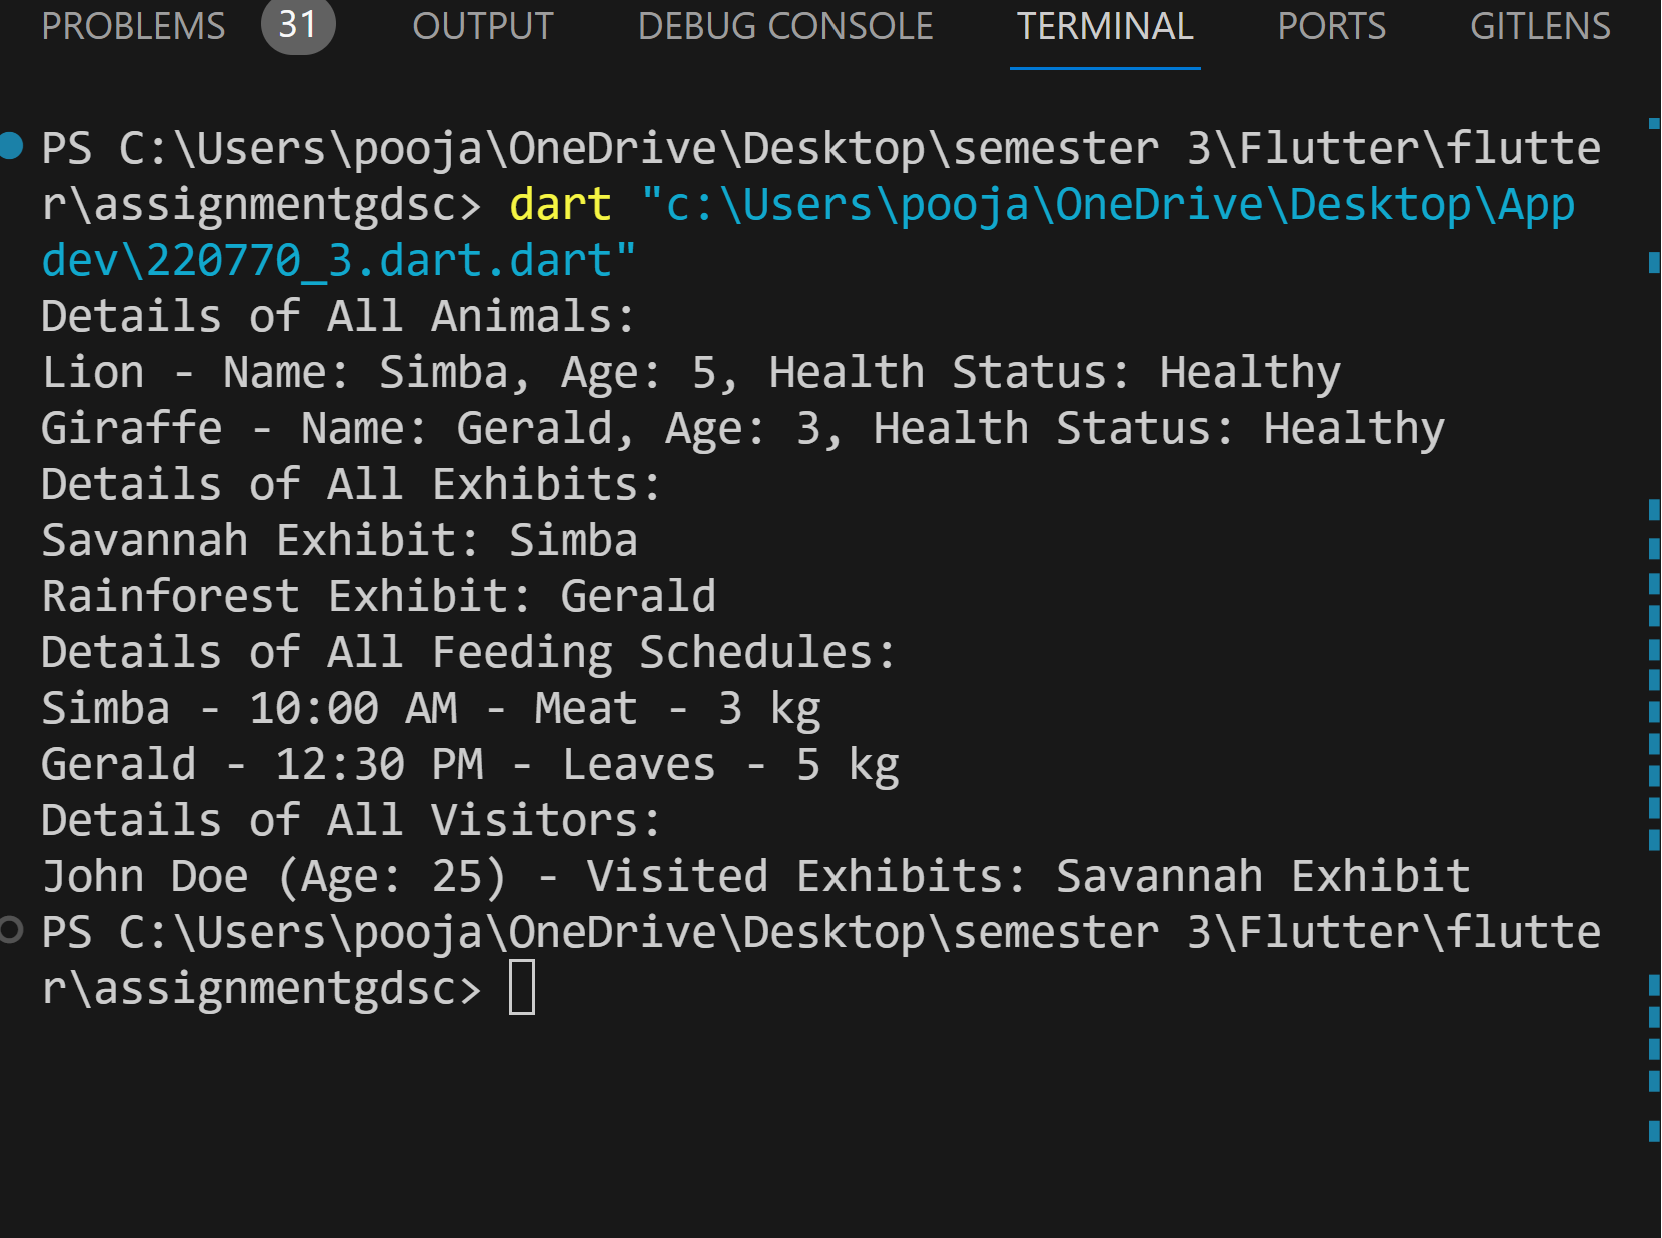 PROBLEMS 31 OUTPUT DEBUG CONSOLE TERMINAL PORTS GITLENS
PS C:\Users\pooja\OneDrive\Desktop\semester 3\Flutter\flutte
r\assignmentgdsc> dart "c:\Users\pooja\OneDrive\Desktop\App
dev\220770_3.dart.dart"
Details of All Animals:
Lion - Name: Simba, Age: 5, Health Status: Healthy
Giraffe - Name: Gerald, Age: 3, Health Status: Healthy
Details of All Exhibits:
Savannah Exhibit: Simba
Rainforest Exhibit: Gerald
Details of All Feeding Schedules:
Simba - 10:00 AM - Meat - 3 kg
Gerald - 12:30 PM - Leaves - 5 kg
Details of All Visitors:
John Doe (Age: 25) - Visited Exhibits: Savannah Exhibit
PS C:\Users\pooja\OneDrive\Desktop\semester 3\Flutter\flutte
r\assignmentgdsc>